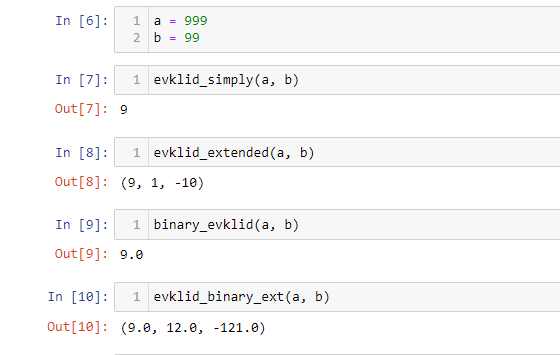 In [6]: 1 a = 999
2 b = 99
In [7]: 1 evklid_simply(a, b)
Out[7]: 9
In [8]: 1 evklid_extended(a, b)
Out[8]: (9, 1, -10)
In [9]: 1 binary_evklid(a, b)
Out[9]: 9.0
In [10]: 1 evklid_binary_ext(a, b)
Out[10]: (9.0, 12.0, -121.0)